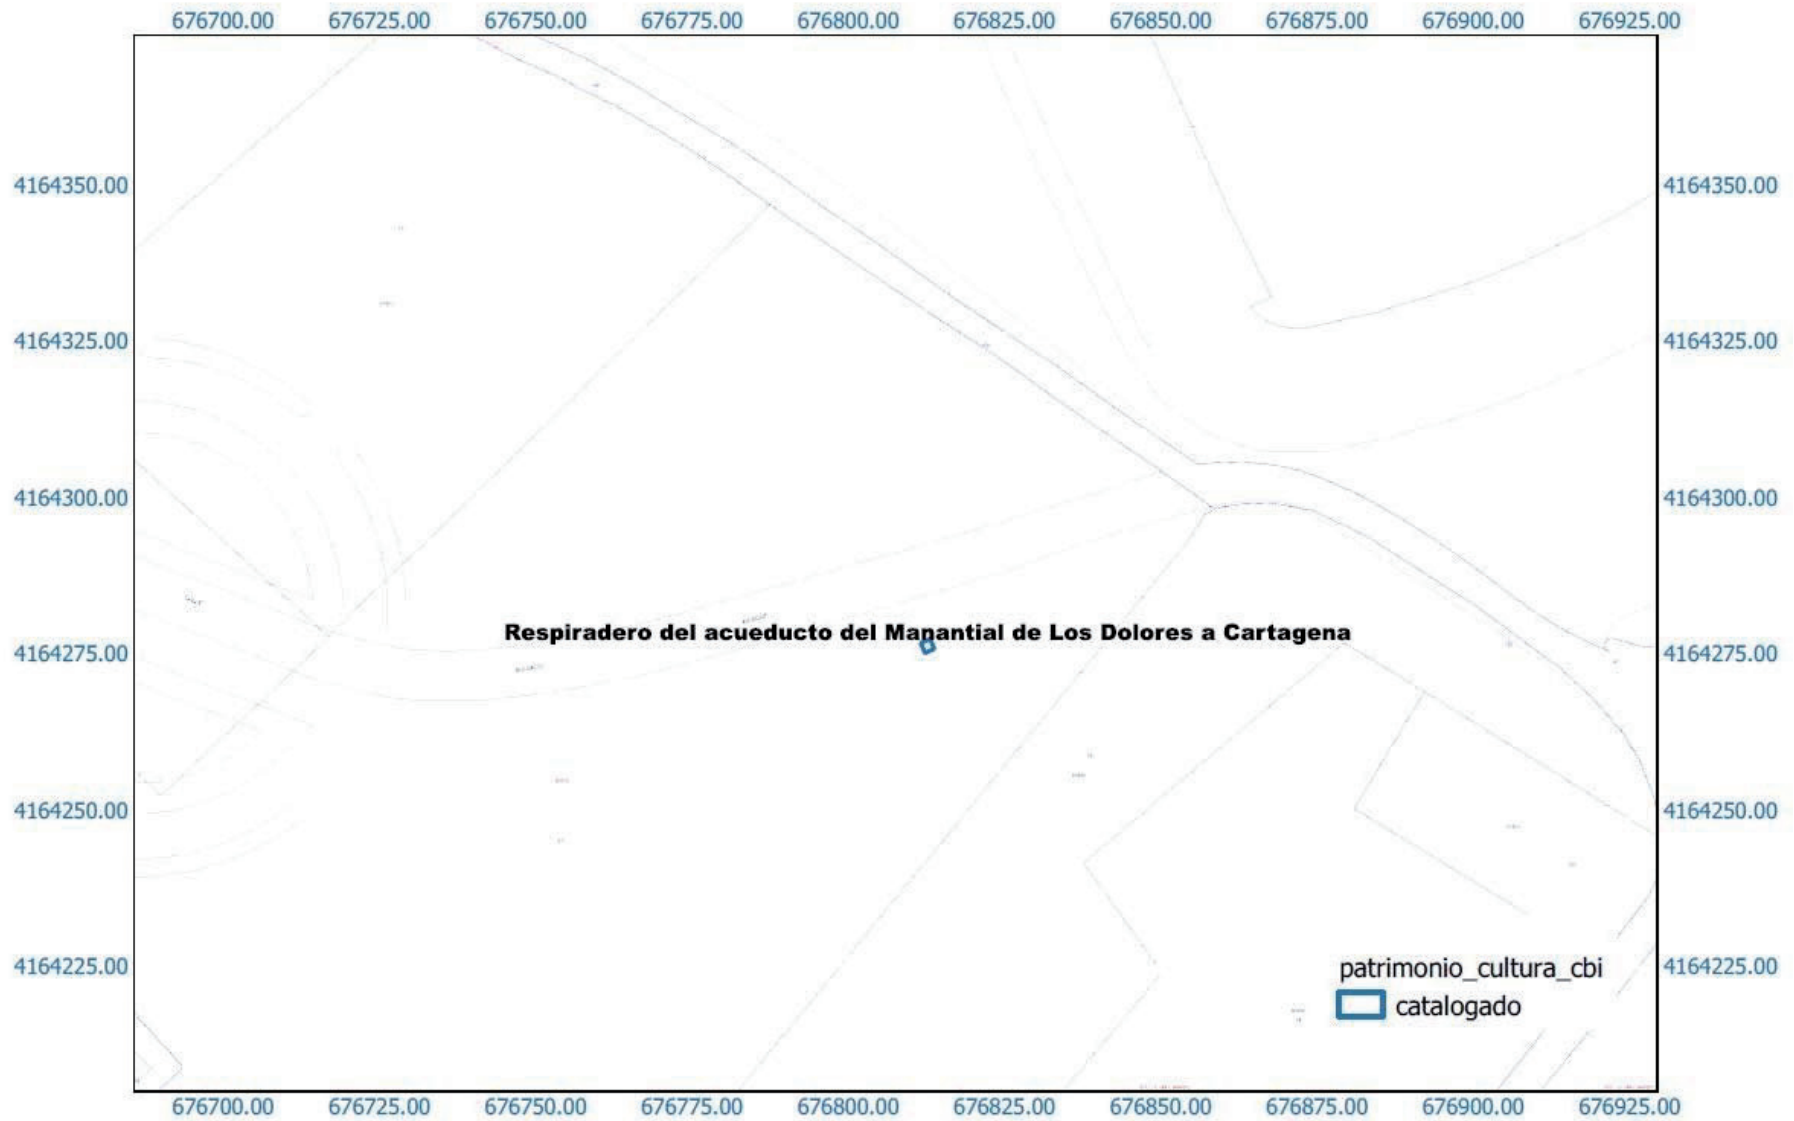 676700.00 676725.00 676750.00 676775.00 676800.00 676825.00 676850.00 676875.00 676900.00 676925.00
4164350.00 4164350.00
4164325.00 4164325.00
4164300.00 4164300.00
Respiradero del acueducto del Manantial de Los Dolores a Cartagena
4164275.00 4164275.00
4164250.00 4164250.00
4164225.00 4164225.00
patrimonio_cultura_cbi
catalogado
676700.00 676725.00 676750.00 676775.00 676800.00 676825.00 676850.00 676875.00 676900.00 676925.00